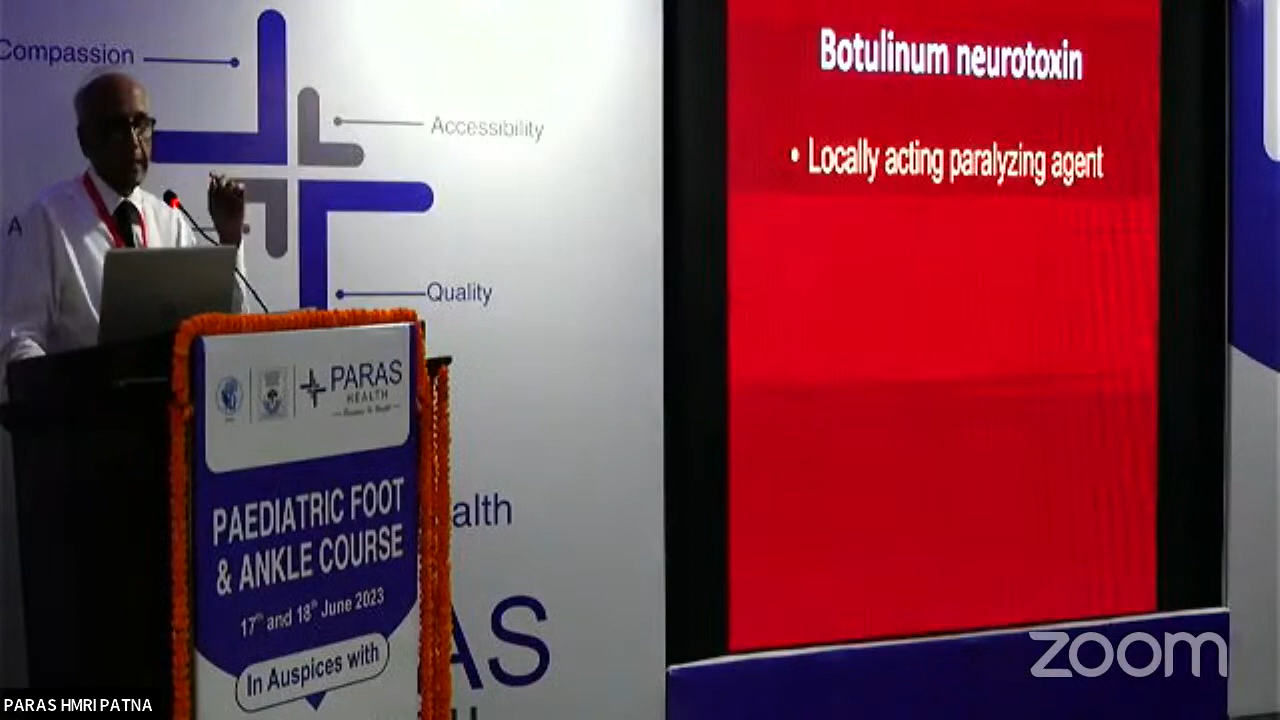 Compassion
Accessibility
A
Quality
Botulinum neurotoxin
• Locally acting paralyzing agent
PARAS
HEALTH
PAEDIATRIC FOOT
& ANKLE COURSE
17th and 18th June 2023
In Auspices with
alth
AS
zoom
PARAS HMRI PATNA